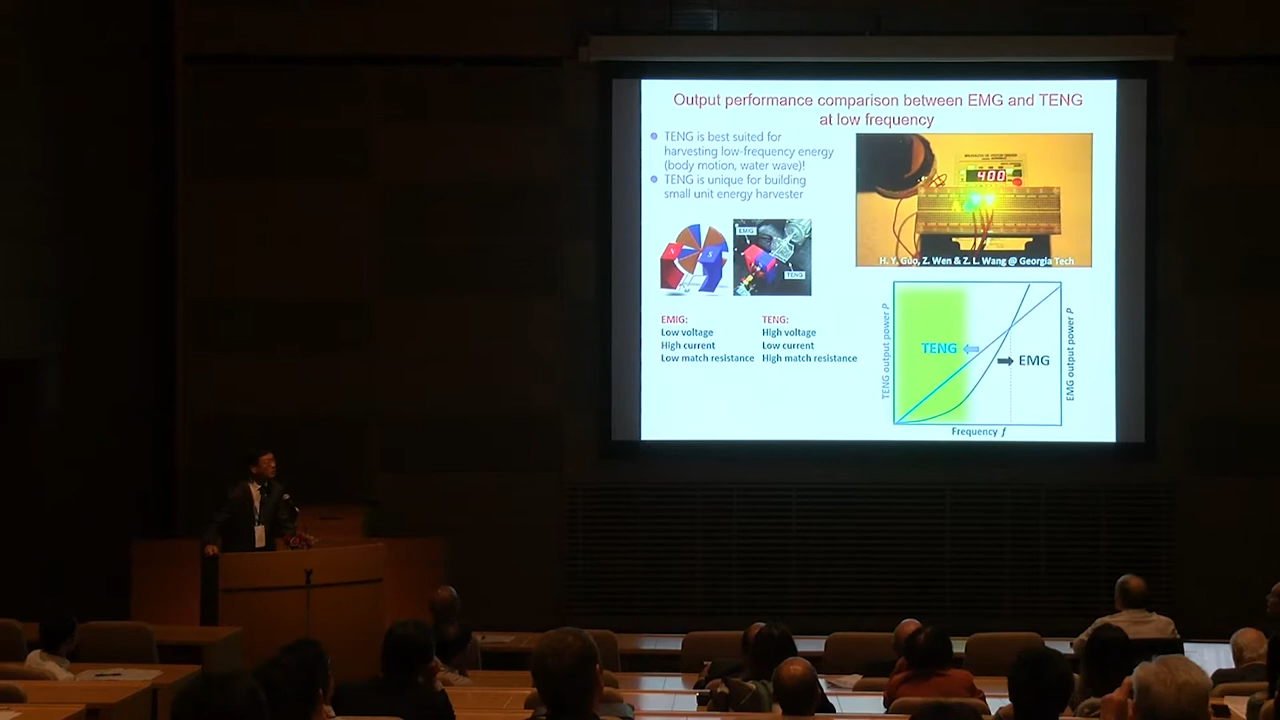 Output performance comparison between EMG and TENG
at low frequency
TENG is best suited for
harvesting low-frequency energy
(body motion, water wave)!
TENG is unique for building
small unit energy harvester
400
H. Y. Guo, Z. Wen & Z. L. Wang @ Georgia Tech
S
EMG
TENG
EMIG:
Low voltage
High current
Low match resistance
TENG:
High voltage
Low current
High match resistance
TENG output power P
TENG
EMG
EMG output power P
Frequency f